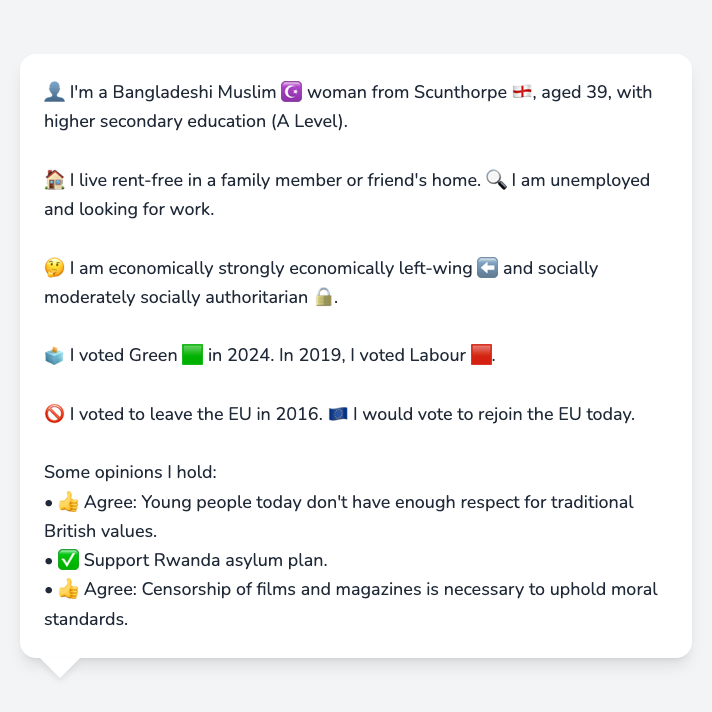 👤 I'm a Bangladeshi Muslim ☪️ woman from Scunthorpe 🏴󠁧󠁢󠁥󠁮󠁧󠁿, aged 39, with
higher secondary education (A Level).
🏠 I live rent-free in a family member or friend's home. 🔍 I am unemployed
and looking for work.
🤔 I am economically strongly economically left-wing ⬅️ and socially
moderately socially authoritarian 🔒.
🗳️ I voted Green 🟩 in 2024. In 2019, I voted Labour 🟥.
🚫 I voted to leave the EU in 2016. 🇪🇺 I would vote to rejoin the EU today.
Some opinions I hold:
• 👍 Agree: Young people today don't have enough respect for traditional
British values.
• ✅ Support Rwanda asylum plan.
• 👍 Agree: Censorship of films and magazines is necessary to uphold moral
standards.